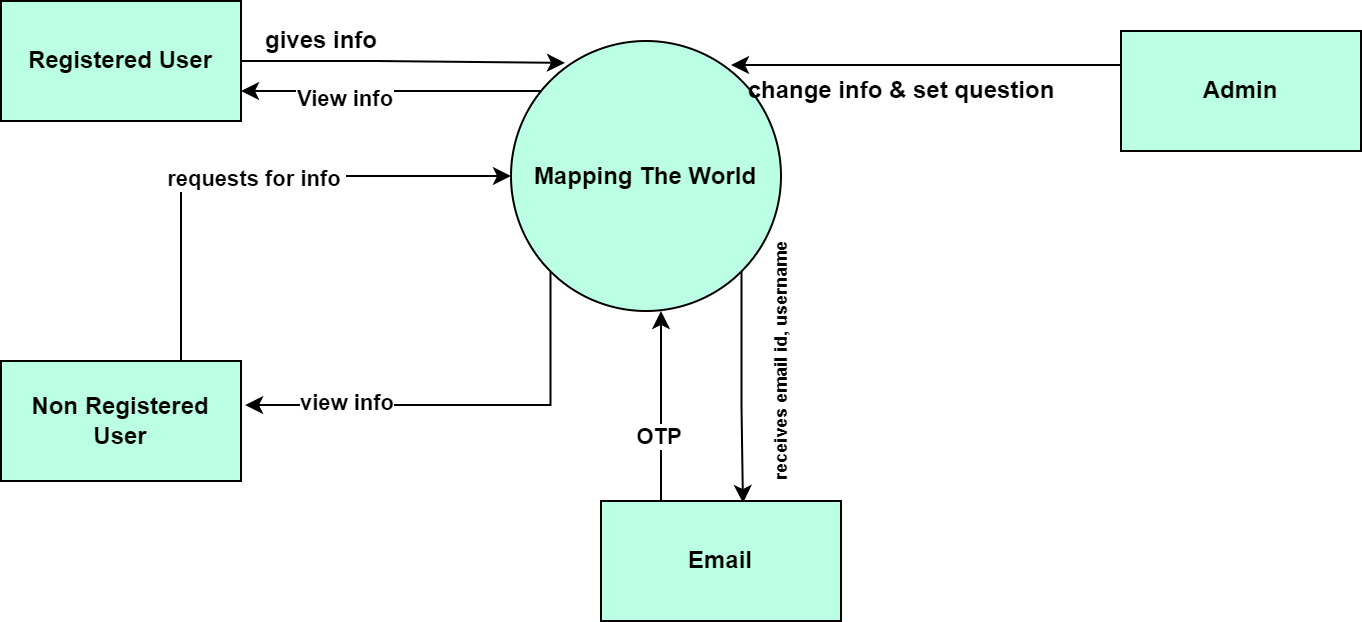 Registered User
gives info
View info
change info & set question
Admin
Mapping The World
requests for info
receives email id, username
view info
Non Registered
User
OTP
Email